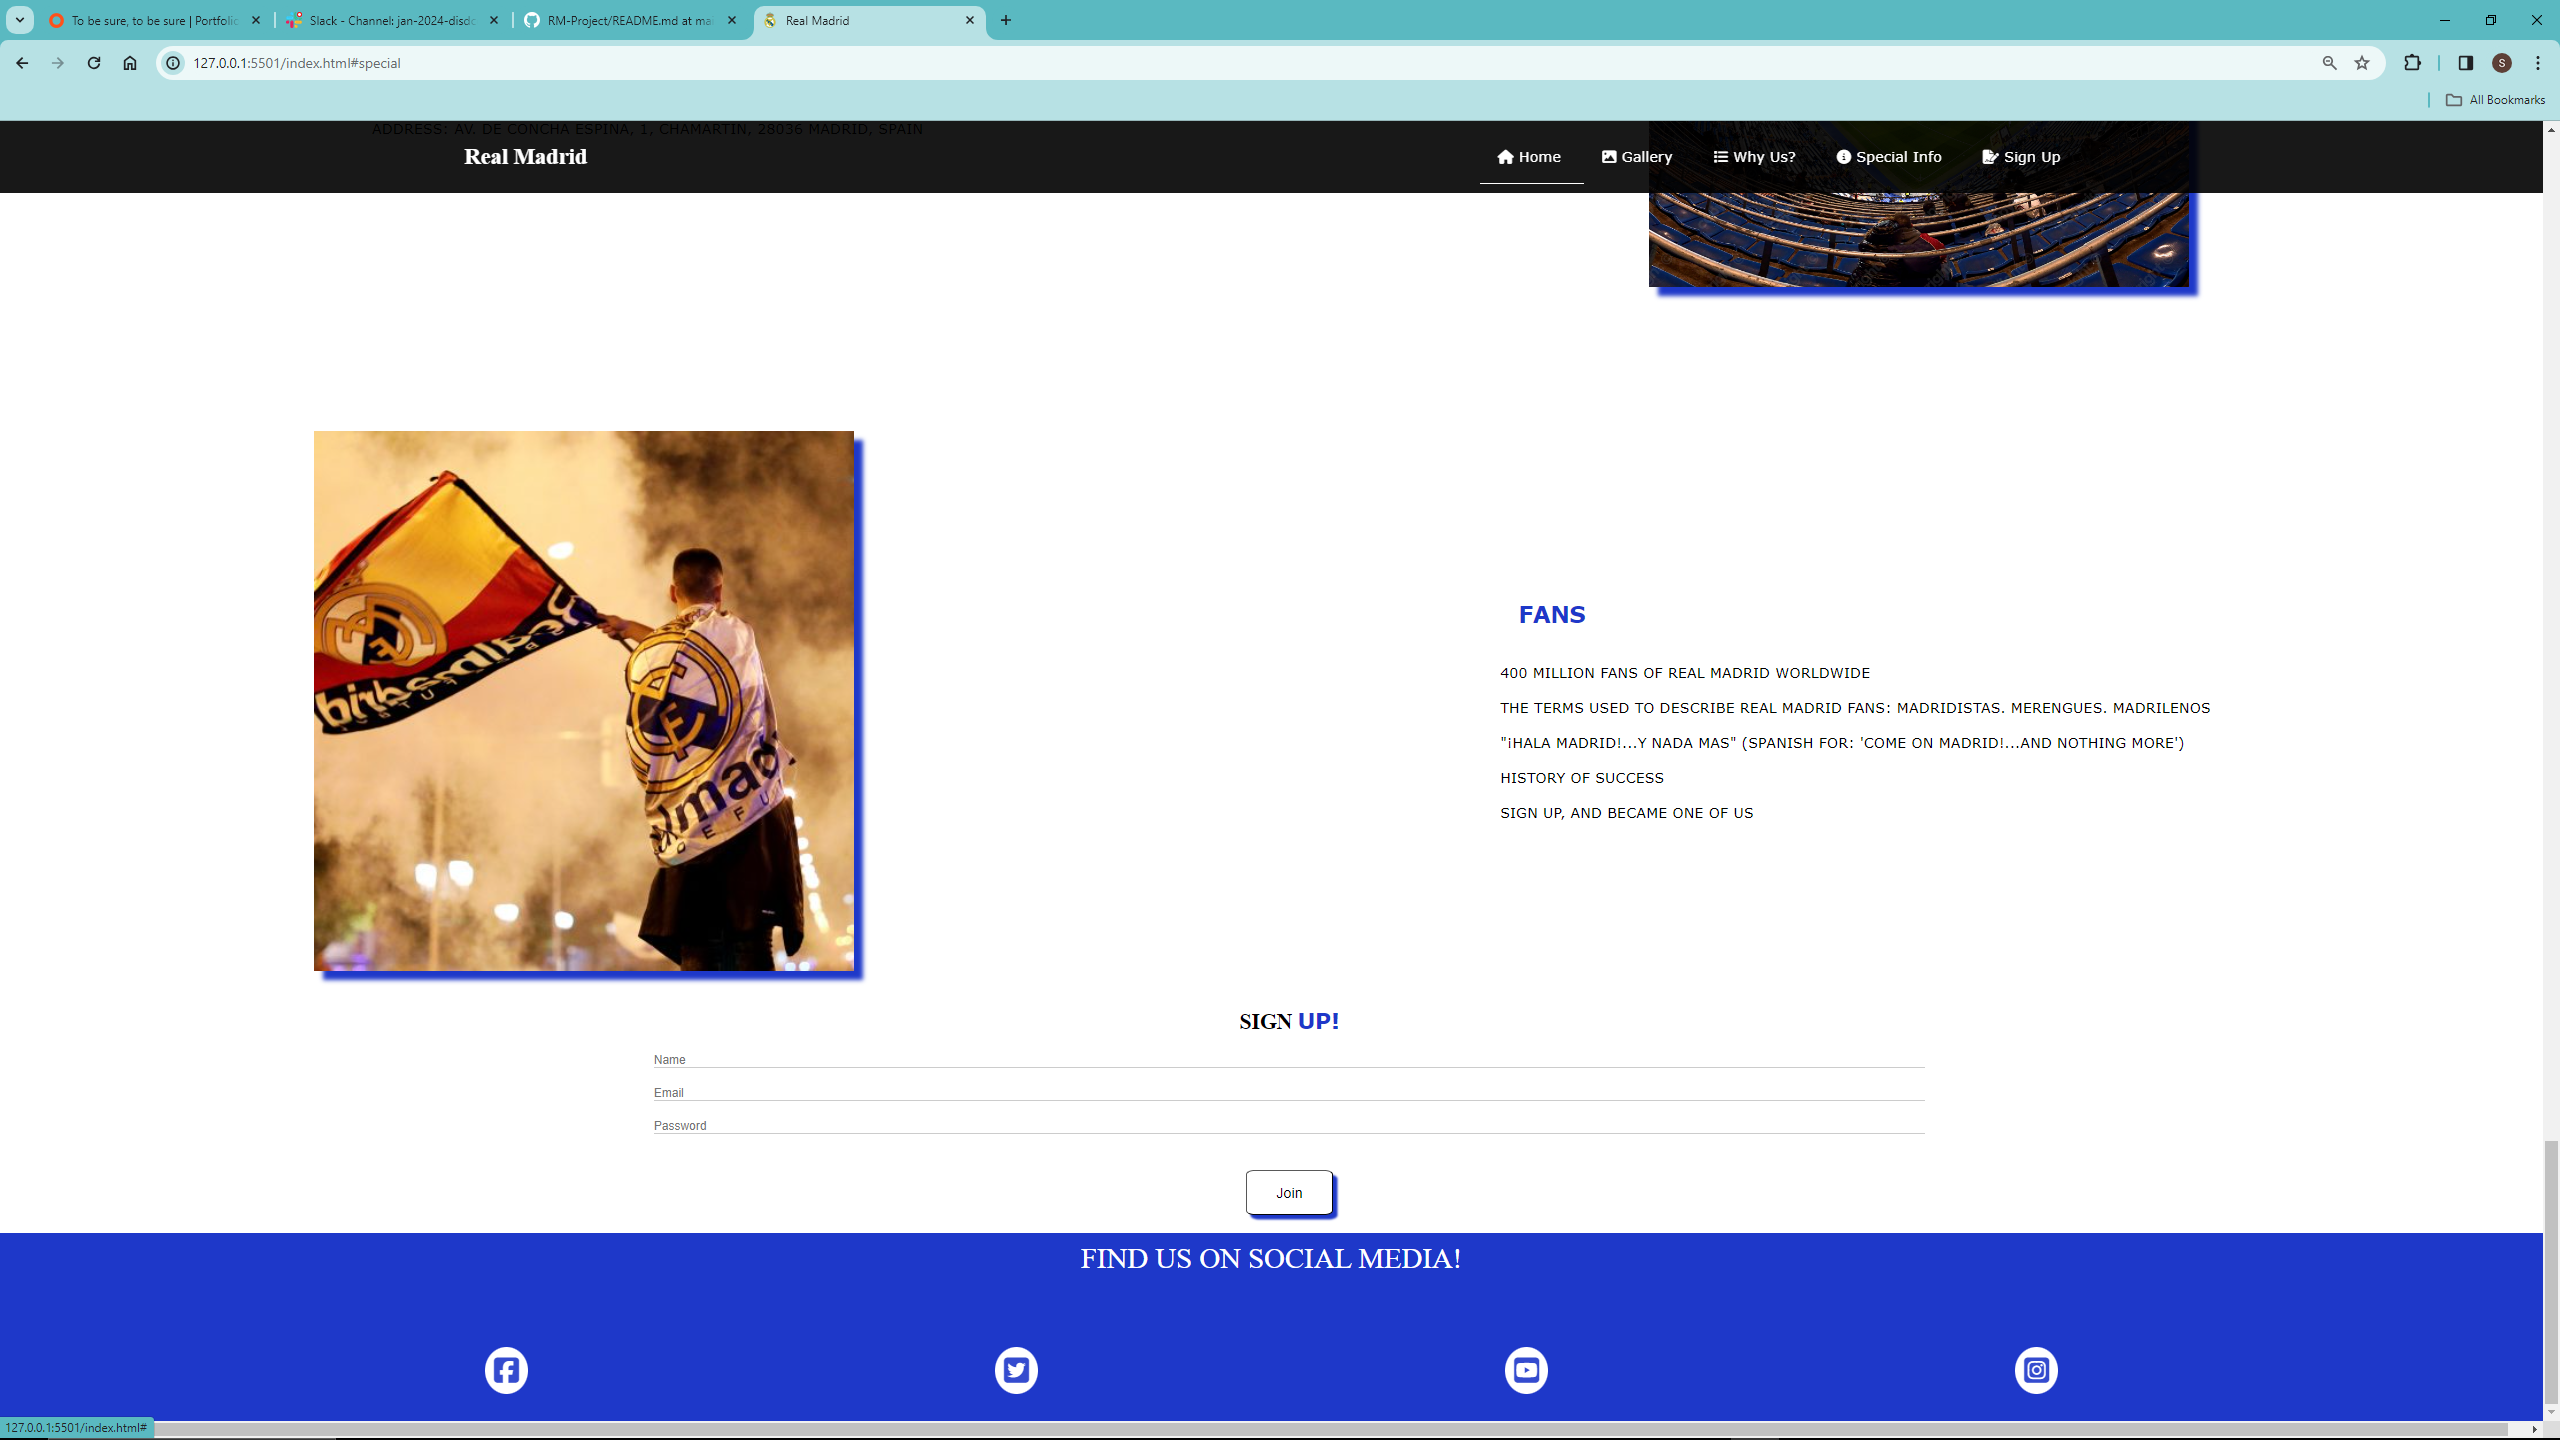 To be sure, to be sure | Portfolio
Slack - Channel: jan-2024-disdc
RM-Project/README.md at mai
Real Madrid
127.0.0.1:5501/index.html#special
S
All Bookmarks
ADDRESS: AV. DE CONCHA ESPINA, 1, CHAMARTIN, 28036 MADRID, SPAIN
Real Madrid
Home
Gallery
Why Us?
Special Info
Sign Up
FANS
400 MILLION FANS OF REAL MADRID WORLDWIDE
THE TERMS USED TO DESCRIBE REAL MADRID FANS: MADRIDISTAS. MERENGUES. MADRILENOS
"¡HALA MADRID!...Y NADA MAS" (SPANISH FOR: 'COME ON MADRID!...AND NOTHING MORE')
HISTORY OF SUCCESS
SIGN UP, AND BECAME ONE OF US
SIGN UP!
Name
Email
Password
Join
FIND US ON SOCIAL MEDIA!
127.0.0.1:5501/index.html#